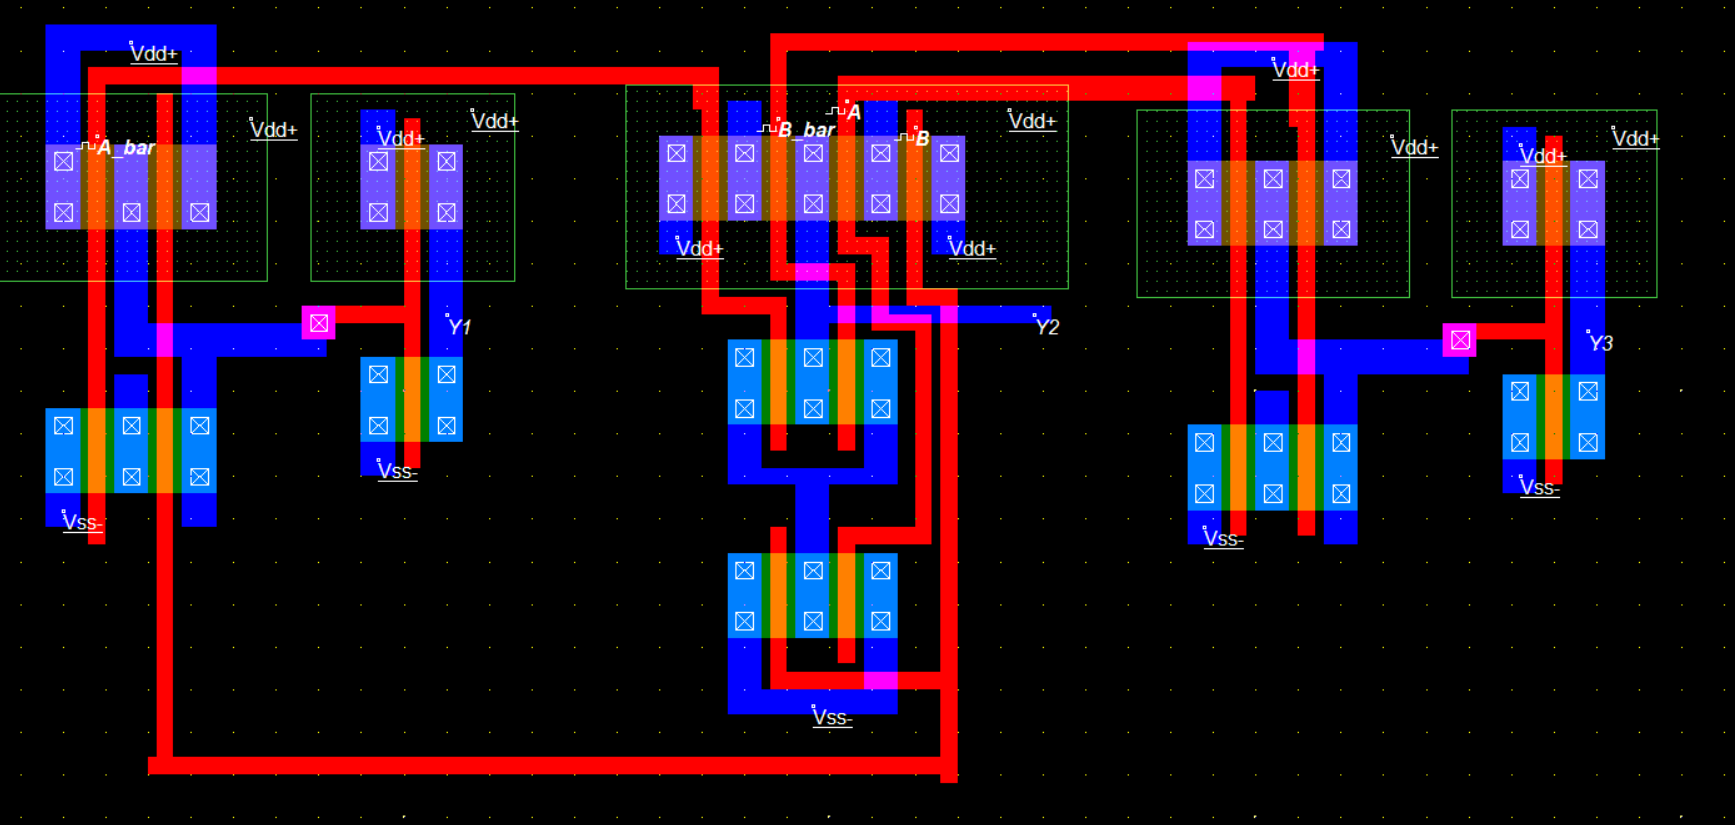 Vdd+
Vdd+
A_bar
Vdd+
Vdd+
A
B_bar
B
Vdd+
Vdd+
Vdd+
Vdd+
Vdd+
Vdd+
Vdd+
Y1
Y2
Y3
Vss-
Vss-
Vss-
Vss-
Vss-